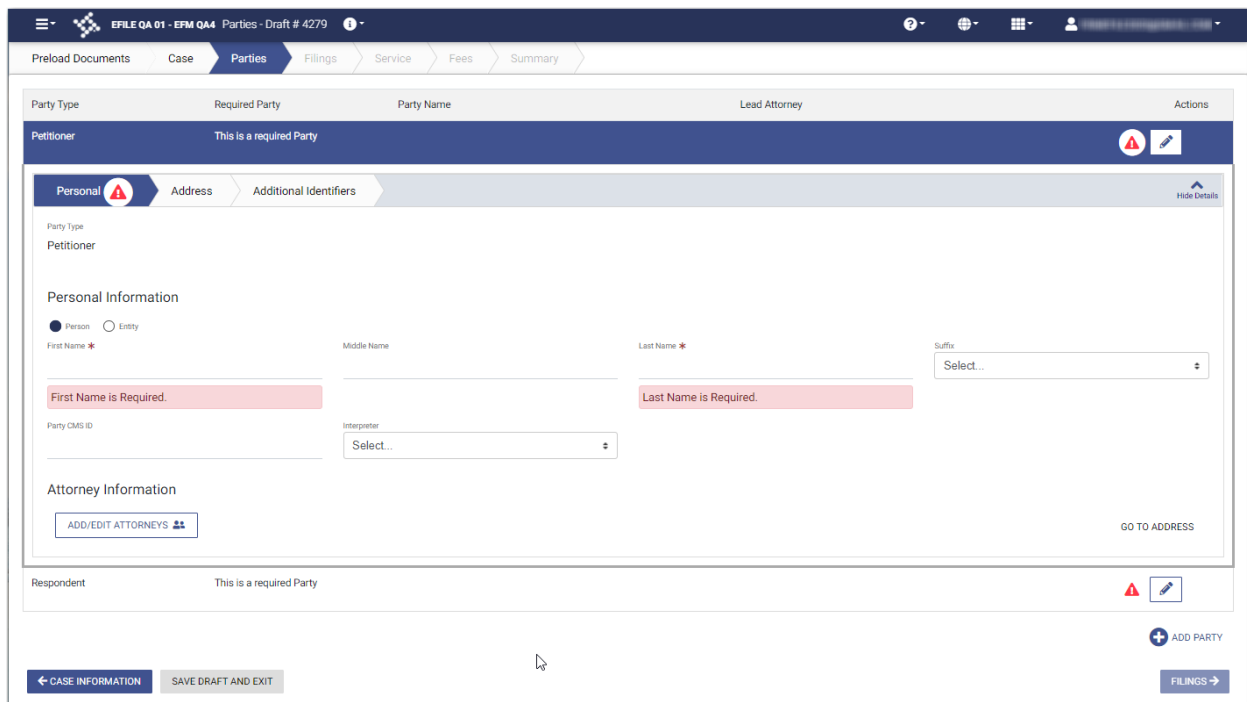 EFILE QA 01 - EFM QA4 Parties - Draft # 4279
Preload Documents Case Parties Filings Service Fees Summary
Party Type Required Party Party Name Lead Attorney Actions
Petitioner This is a required Party
Personal Address Additional Identifiers Hide Details
Party Type
Petitioner
Personal Information
Person Entity
First Name * Middle Name Last Name * Suffix
Select...
First Name is Required. Last Name is Required.
Party CMS ID Interpreter
Select...
Attorney Information
ADD/EDIT ATTORNEYS GO TO ADDRESS
Respondent This is a required Party
ADD PARTY
CASE INFORMATION SAVE DRAFT AND EXIT FILINGS